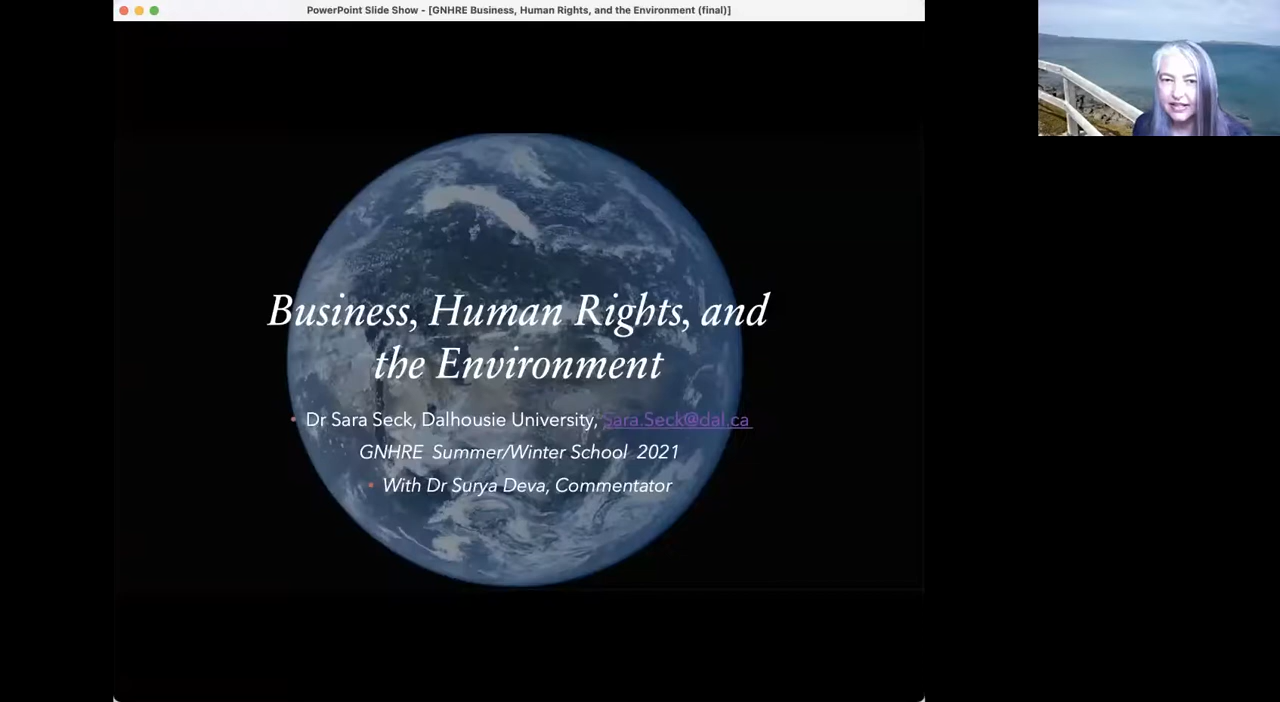 PowerPoint Slide Show - [GNHRE Business, Human Rights, and the Environment (final)]
Business, Human Rights, and
the Environment
• Dr Sara Seck, Dalhousie University, Sara.Seck@dal.ca
GNHRE Summer/Winter School 2021
• With Dr Surya Deva, Commentator